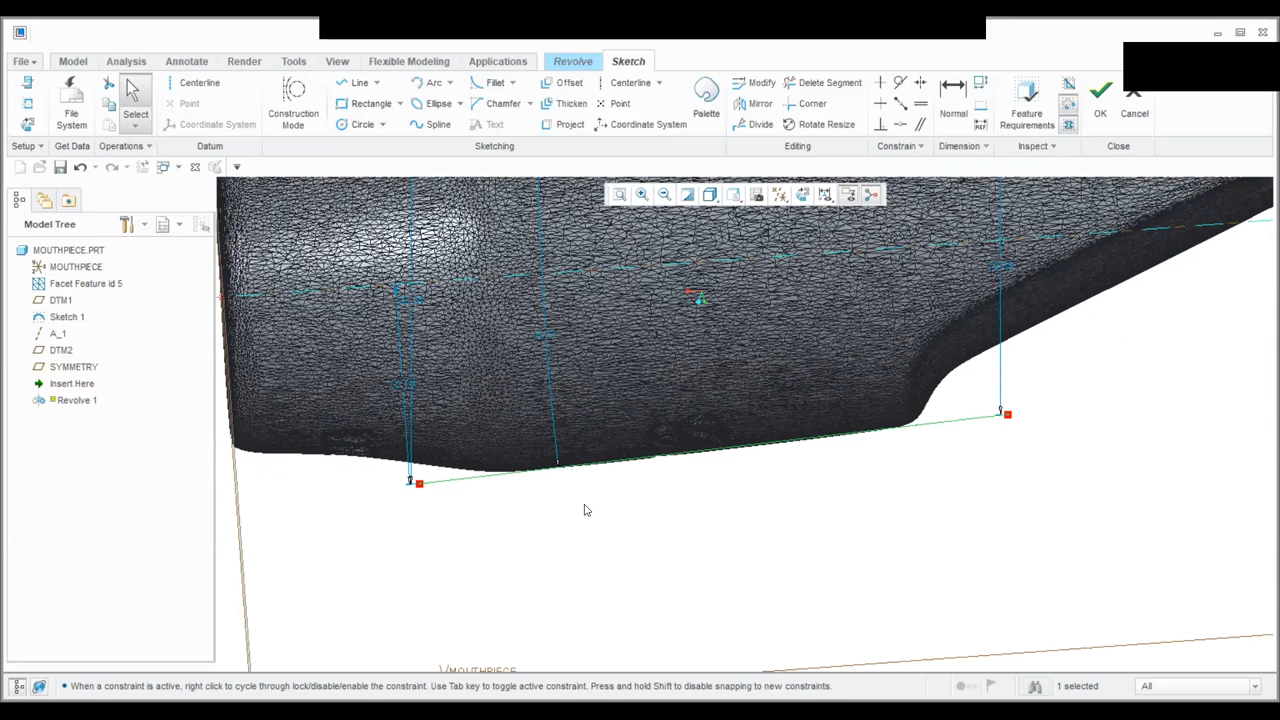 File Model Analysis Annotate Render Tools View Flexible Modeling Applications Revolve Sketch
Centerline Line Arc Fillet Offset Centerline Modify Delete Segment
Point Rectangle Ellipse Chamfer Thicken Point Mirror Corner
Coordinate System Circle Spline Text Project Coordinate System Divide Rotate Resize
File System Select Construction Mode Palette Normal Feature Requirements OK Cancel
Setup Get Data Operations Datum Sketching Editing Constrain Dimension Inspect Close
Model Tree
MOUTHPIECE.PRT
MOUTHPIECE
Facet Feature id 5
DTM1
Sketch 1
A_1
DTM2
SYMMETRY
Insert Here
Revolve 1
MOUTHPIECE
When a constraint is active, right click to cycle through lock/disable/enable the constraint. Use Tab key to toggle active constraint. Press and hold Shift to disable snapping to new constraints.
1 selected All